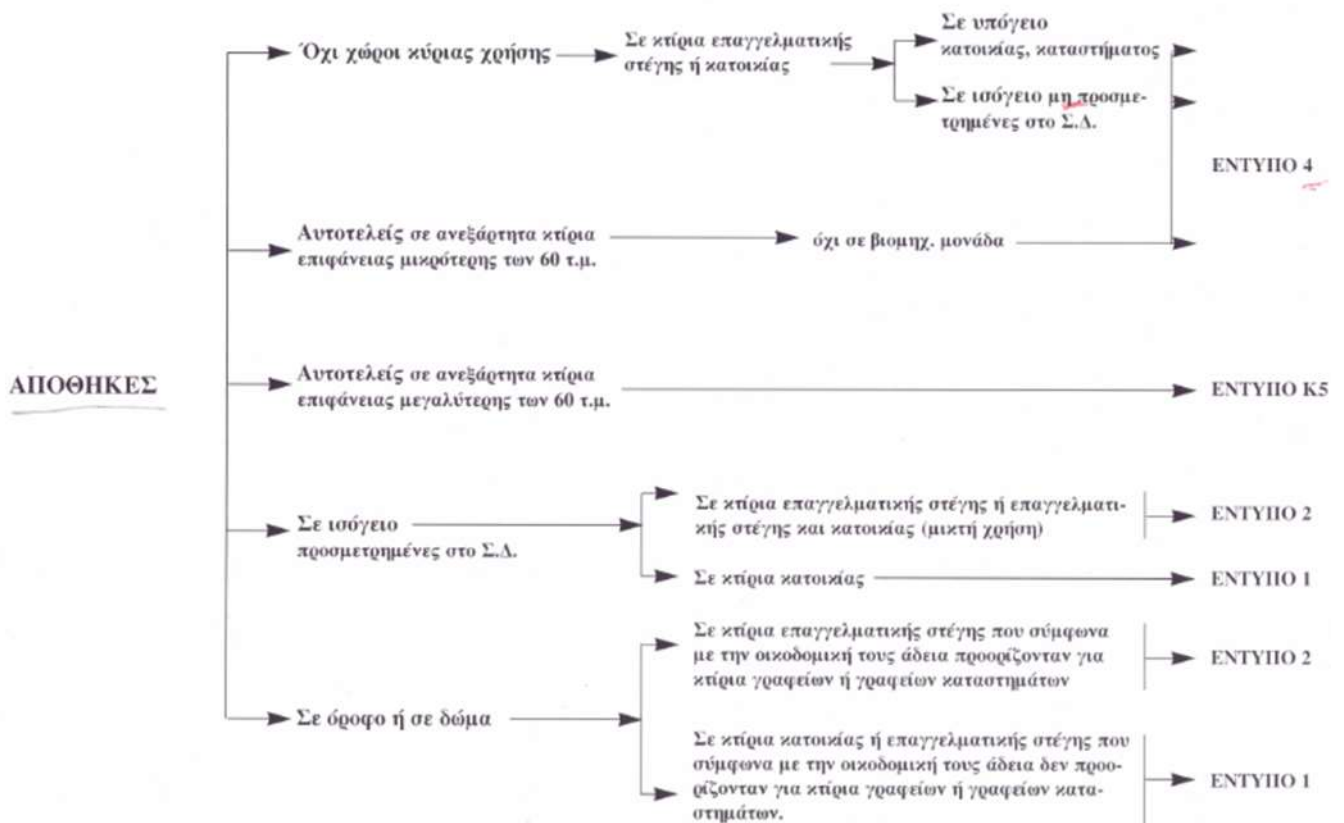 Όχι χώροι κύριας χρήσης
Σε κτίρια επαγγελματικής
στέγης ή κατοικίας
Σε υπόγειο
κατοικίας, καταστήματος
Σε ισόγειο μη προσμε-
τρημένες στο Σ.Δ.
ΕΝΤΥΠΟ 4
Αυτοτελείς σε ανεξάρτητα κτίρια
επιφάνειας μικρότερης των 60 τ.μ.
όχι σε βιομηχ. μονάδα
ΑΠΟΘΗΚΕΣ
Αυτοτελείς σε ανεξάρτητα κτίρια
επιφάνειας μεγαλύτερης των 60 τ.μ.
ΕΝΤΥΠΟ Κ5
Σε ισόγειο
προσμετρημένες στο Σ.Δ.
Σε κτίρια επαγγελματικής στέγης ή επαγγελματι-
κής στέγης και κατοικίας (μικτή χρήση)
ΕΝΤΥΠΟ 2
Σε κτίρια κατοικίας
ΕΝΤΥΠΟ 1
Σε όροφο ή σε δώμα
Σε κτίρια επαγγελματικής στέγης που σύμφωνα
με την οικοδομική τους άδεια προορίζονταν για
κτίρια γραφείων ή γραφείων καταστημάτων
ΕΝΤΥΠΟ 2
Σε κτίρια κατοικίας ή επαγγελματικής στέγης που
σύμφωνα με την οικοδομική τους άδεια δεν προο-
ρίζονταν για κτίρια γραφείων ή γραφείων κατα-
στημάτων.
ΕΝΤΥΠΟ 1